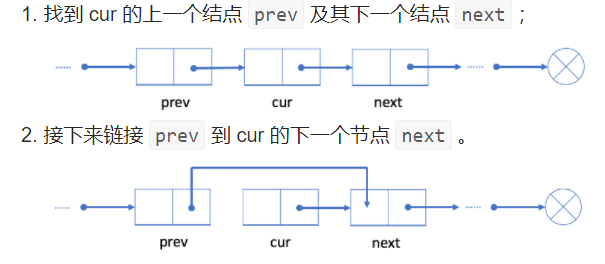 1. 找到 cur 的上一个结点 prev 及其下一个结点 next ；
......
......
prev
cur
next
2. 接下来链接 prev 到 cur 的下一个节点 next 。
......
......
prev
cur
next